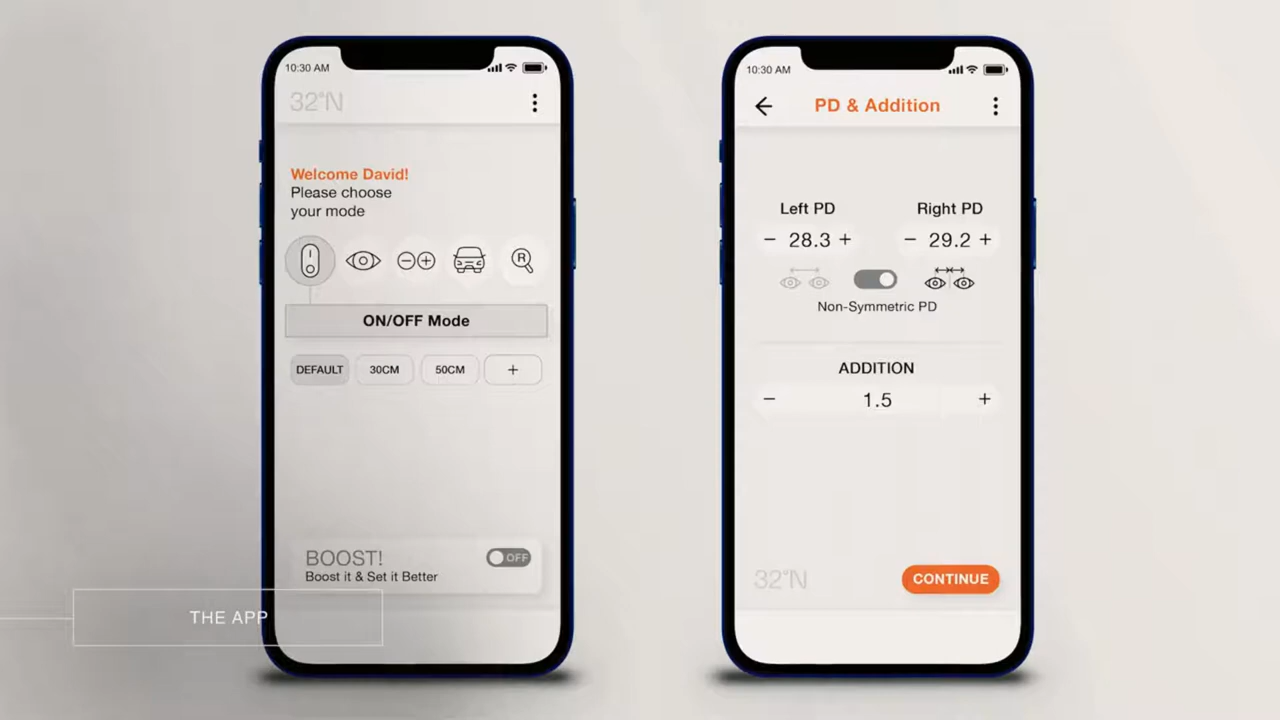 10:30 AM
32°N
Welcome David!
Please choose
your mode
R
ON/OFF Mode
DEFAULT 30CM 50CM +
BOOST!
OFF
Boost it & Set it Better
THE APP
10:30 AM
PD & Addition
Left PD Right PD
− 28.3 + − 29.2 +
Non-Symmetric PD
ADDITION
− 1.5 +
32°N
CONTINUE